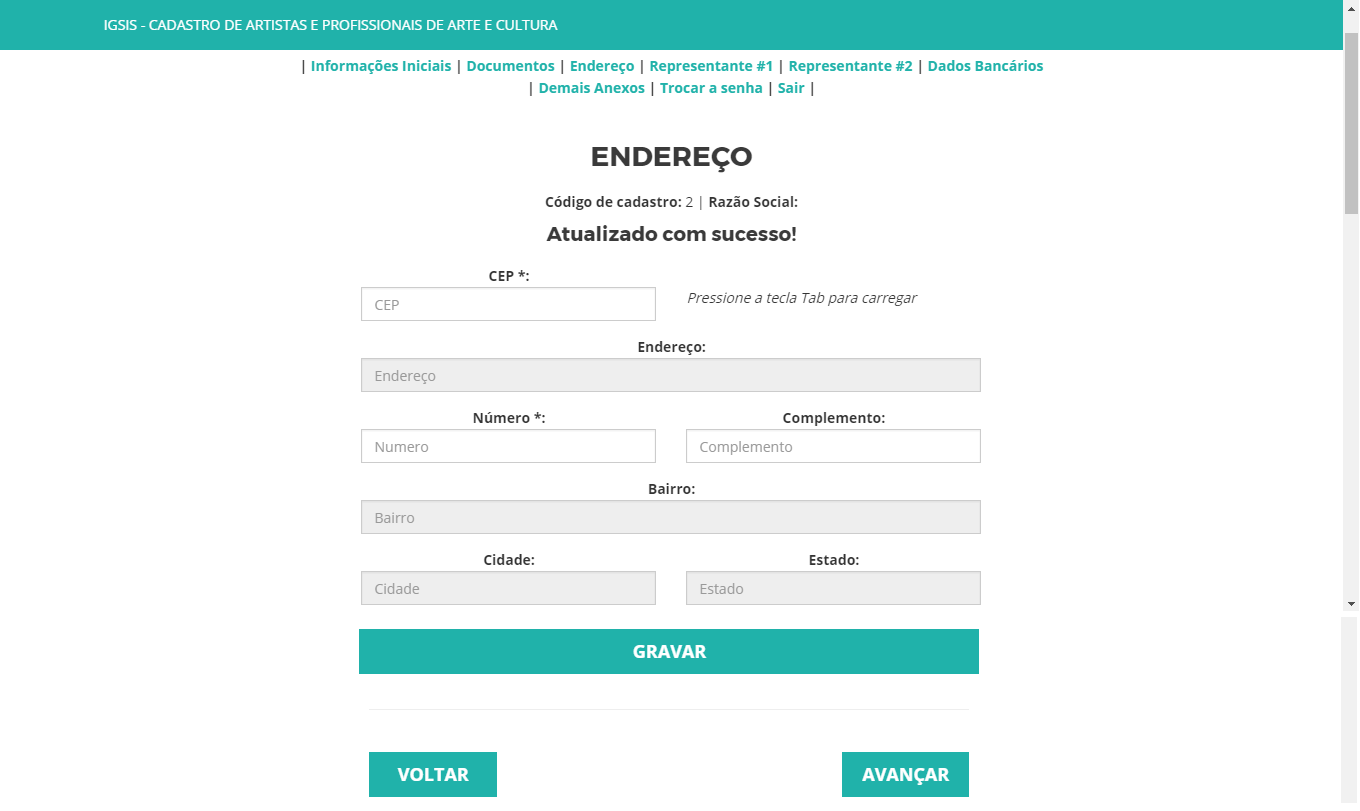 IGSIS - CADASTRO DE ARTISTAS E PROFISSIONAIS DE ARTE E CULTURA
| Informações Iniciais | Documentos | Endereço | Representante #1 | Representante #2 | Dados Bancários
| Demais Anexos | Trocar a senha | Sair |
ENDEREÇO
Código de cadastro: 2 | Razão Social:
Atualizado com sucesso!
CEP *:
CEP
Pressione a tecla Tab para carregar
Endereço:
Endereço
Número *: Complemento:
Numero Complemento
Bairro:
Bairro
Cidade: Estado:
Cidade Estado
GRAVAR
VOLTAR AVANÇAR